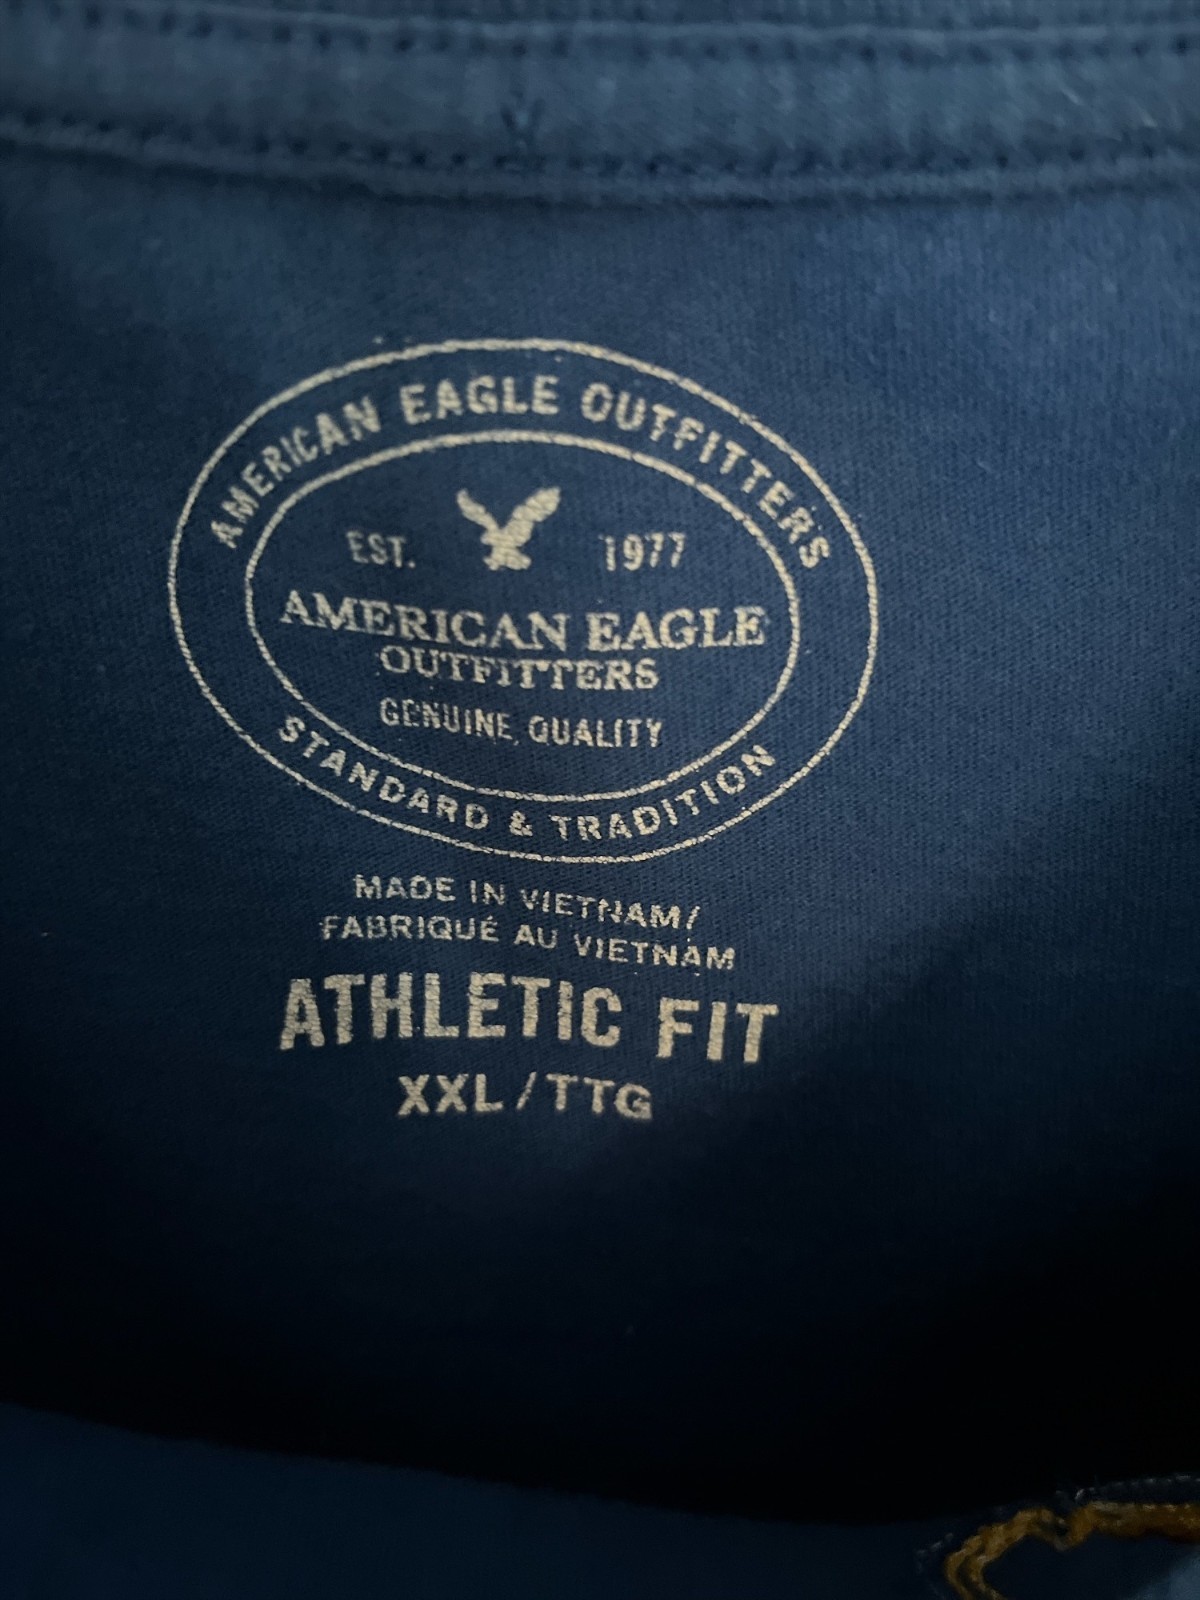 AMERICAN EAGLE OUTFITTERS
EST. 1977
AMERICAN EAGLE
OUTFITTERS
GENUINE QUALITY
STANDARD & TRADITION
MADE IN VIETNAM/
FABRIQUÉ AU VIETNAM
ATHLETIC FIT
XXL/TTG